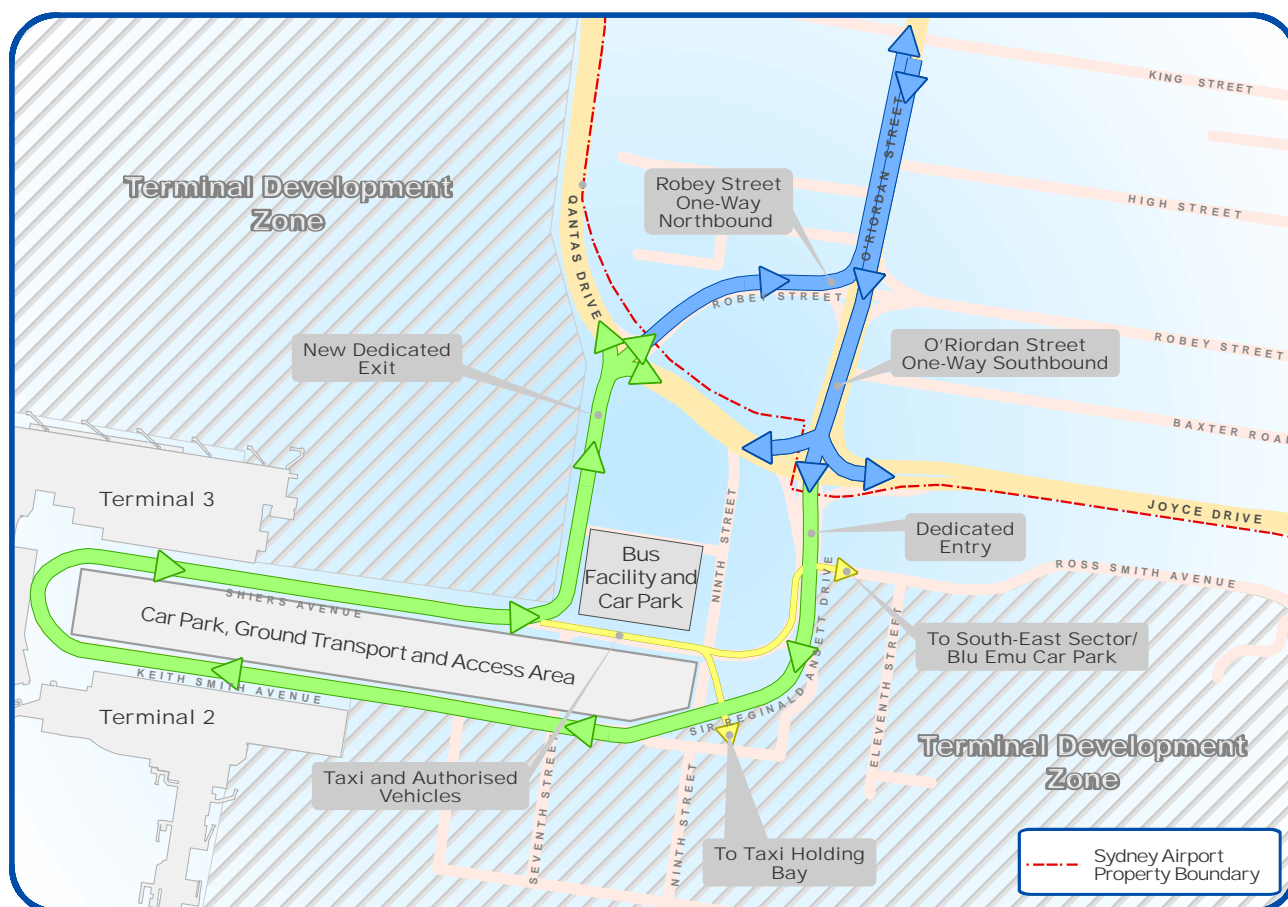 KING STREET
Terminal Development
Zone
Robey Street
One-Way
Northbound
O'RIORDAN STREET
HIGH STREET
QANTAS DRIVE
O'RIORDAN STREET
ROBEY STREET
ROBEY STREET
New Dedicated
Exit
O'Riordan Street
One-Way Southbound
BAXTER ROAD
Terminal 3
NINTH STREET
JOYCE DRIVE
Dedicated
Entry
Bus
Facility and
Car Park
ROSS SMITH AVENUE
SHIERS AVENUE
Car Park, Ground Transport and Access Area
SIR REGINALD ANSETT DRIVE
ELEVENTH STREET
To South-East Sector/
Blu Emu Car Park
KEITH SMITH AVENUE
Terminal 2
Terminal Development
Zone
Taxi and Authorised
Vehicles
SEVENTH STREET
NINTH STREET
To Taxi Holding
Bay
Sydney Airport
Property Boundary